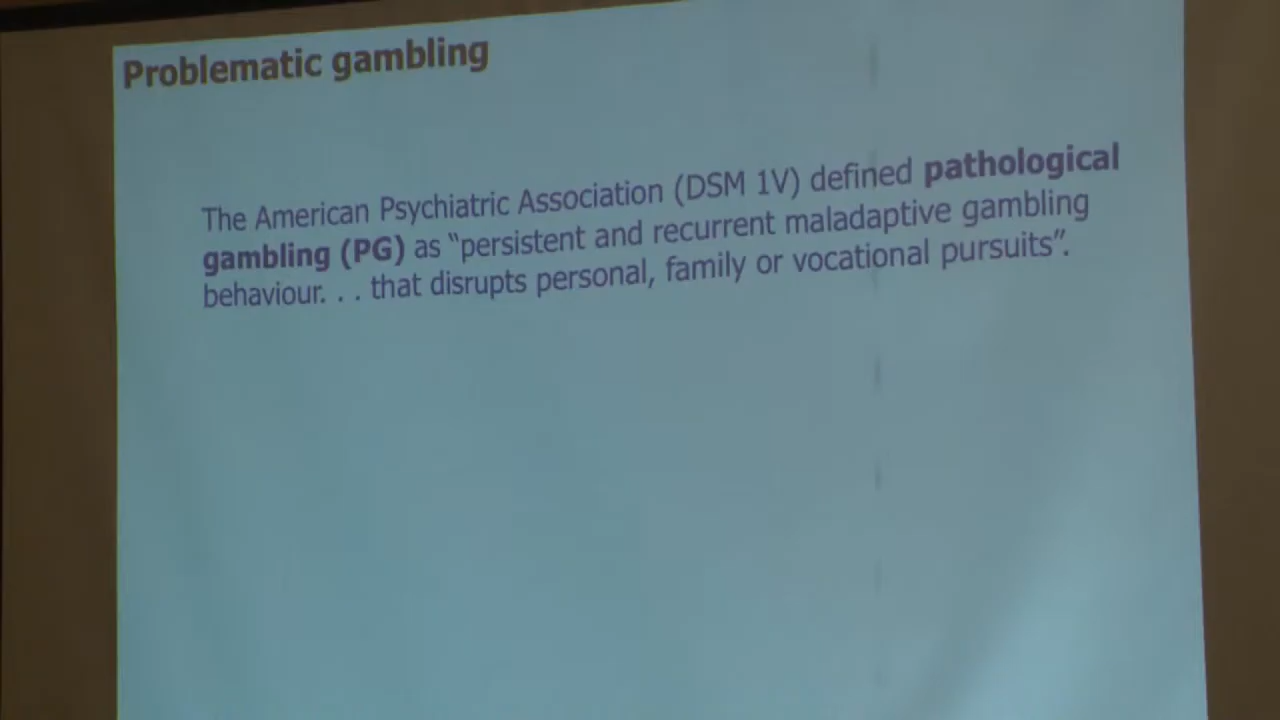 Problematic gambling
The American Psychiatric Association (DSM 1V) defined pathological
gambling (PG) as “persistent and recurrent maladaptive gambling
behaviour. . . that disrupts personal, family or vocational pursuits”.